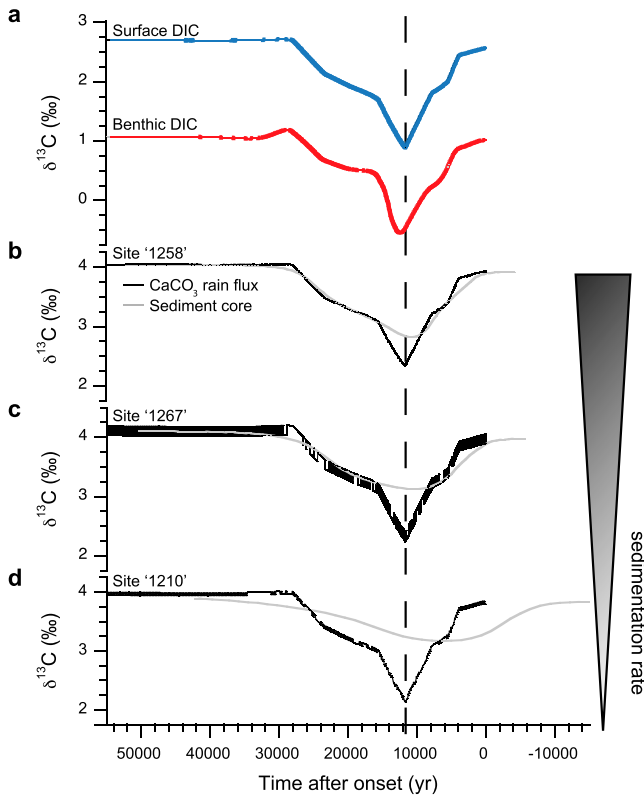 a
3
Surface DIC
2
Benthic DIC
1
0
δ¹³C (‰)
b
Site ‘1258’
4
CaCO₃ rain flux
Sediment core
3
2
δ¹³C (‰)
c
Site ‘1267’
4
3
2
δ¹³C (‰)
d
Site ‘1210’
4
3
2
δ¹³C (‰)
sedimentation rate
50000 40000 30000 20000 10000 0 -10000
Time after onset (yr)